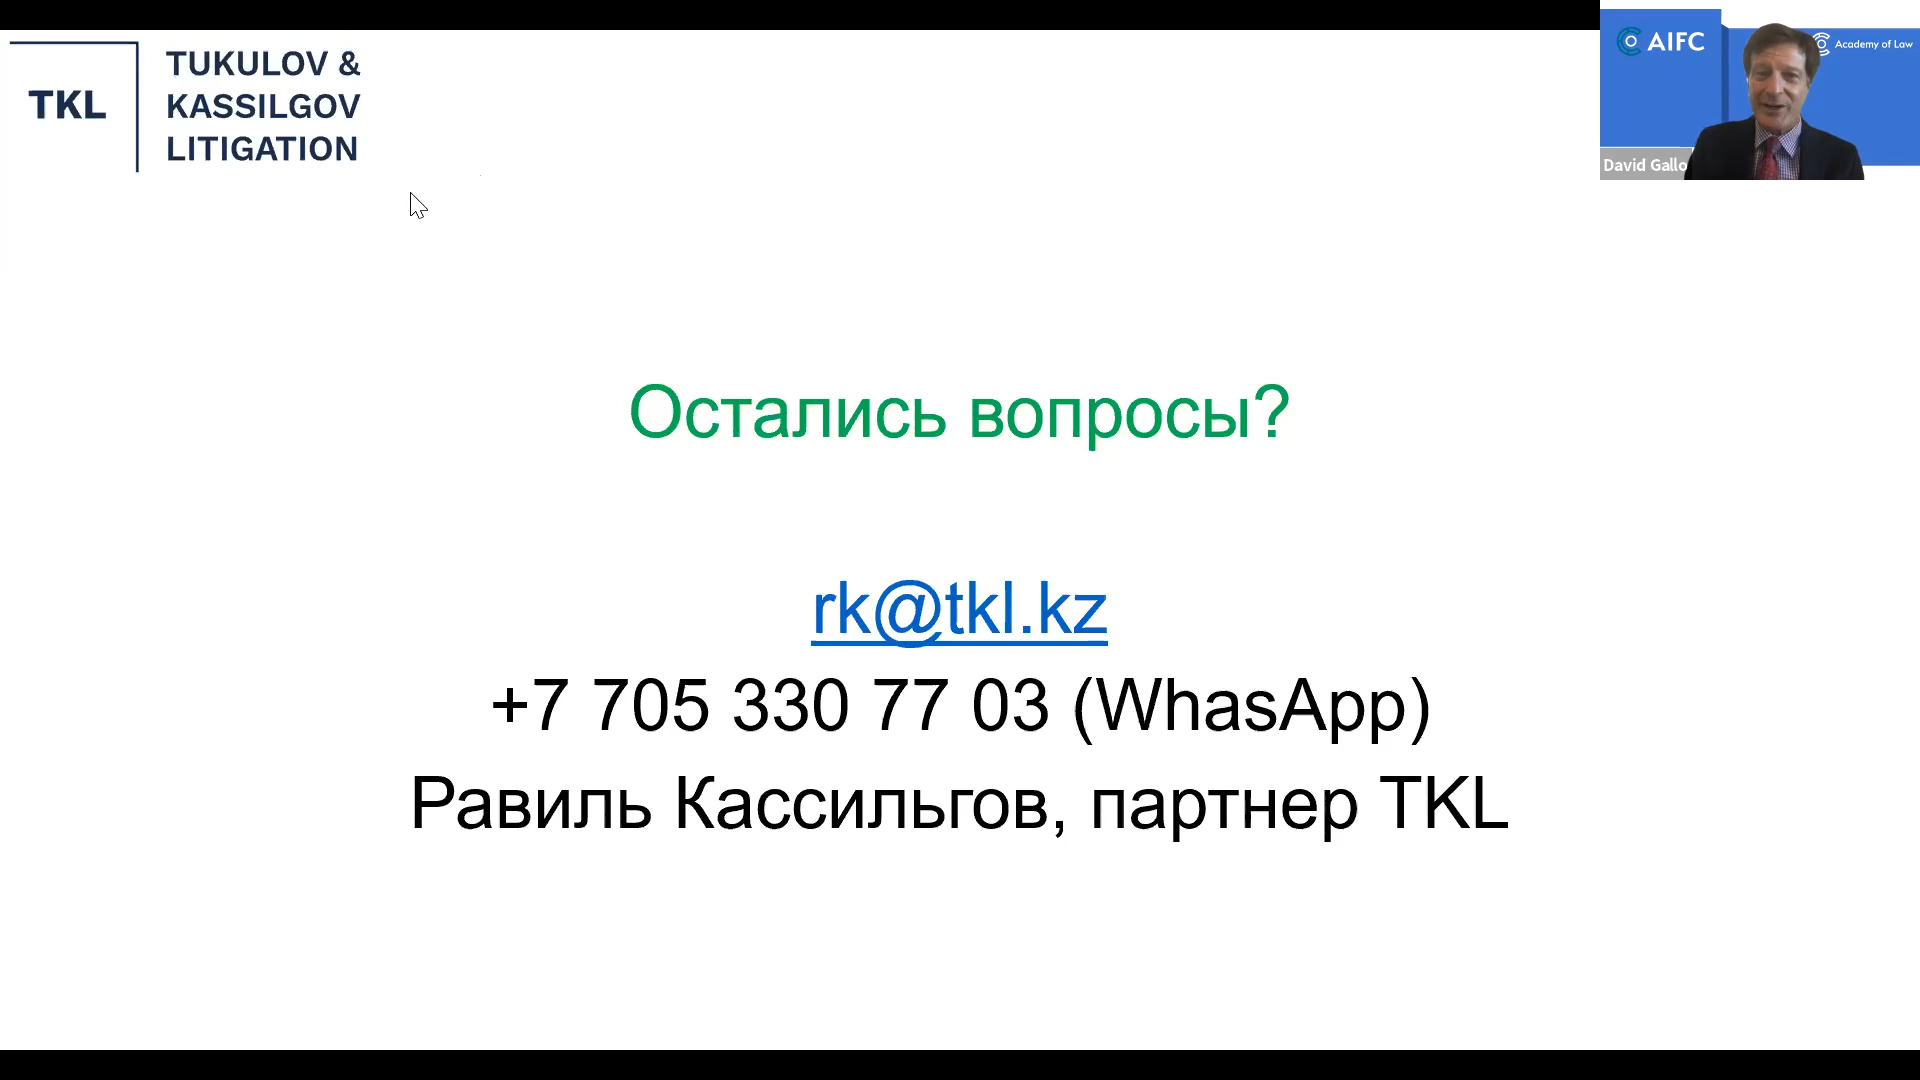 TKL
TUKULOV &
KASSILGOV
LITIGATION
AIFC
Academy of Law
David Gallo
Остались вопросы?
rk@tkl.kz
+7 705 330 77 03 (WhasApp)
Равиль Кассильгов, партнер TKL